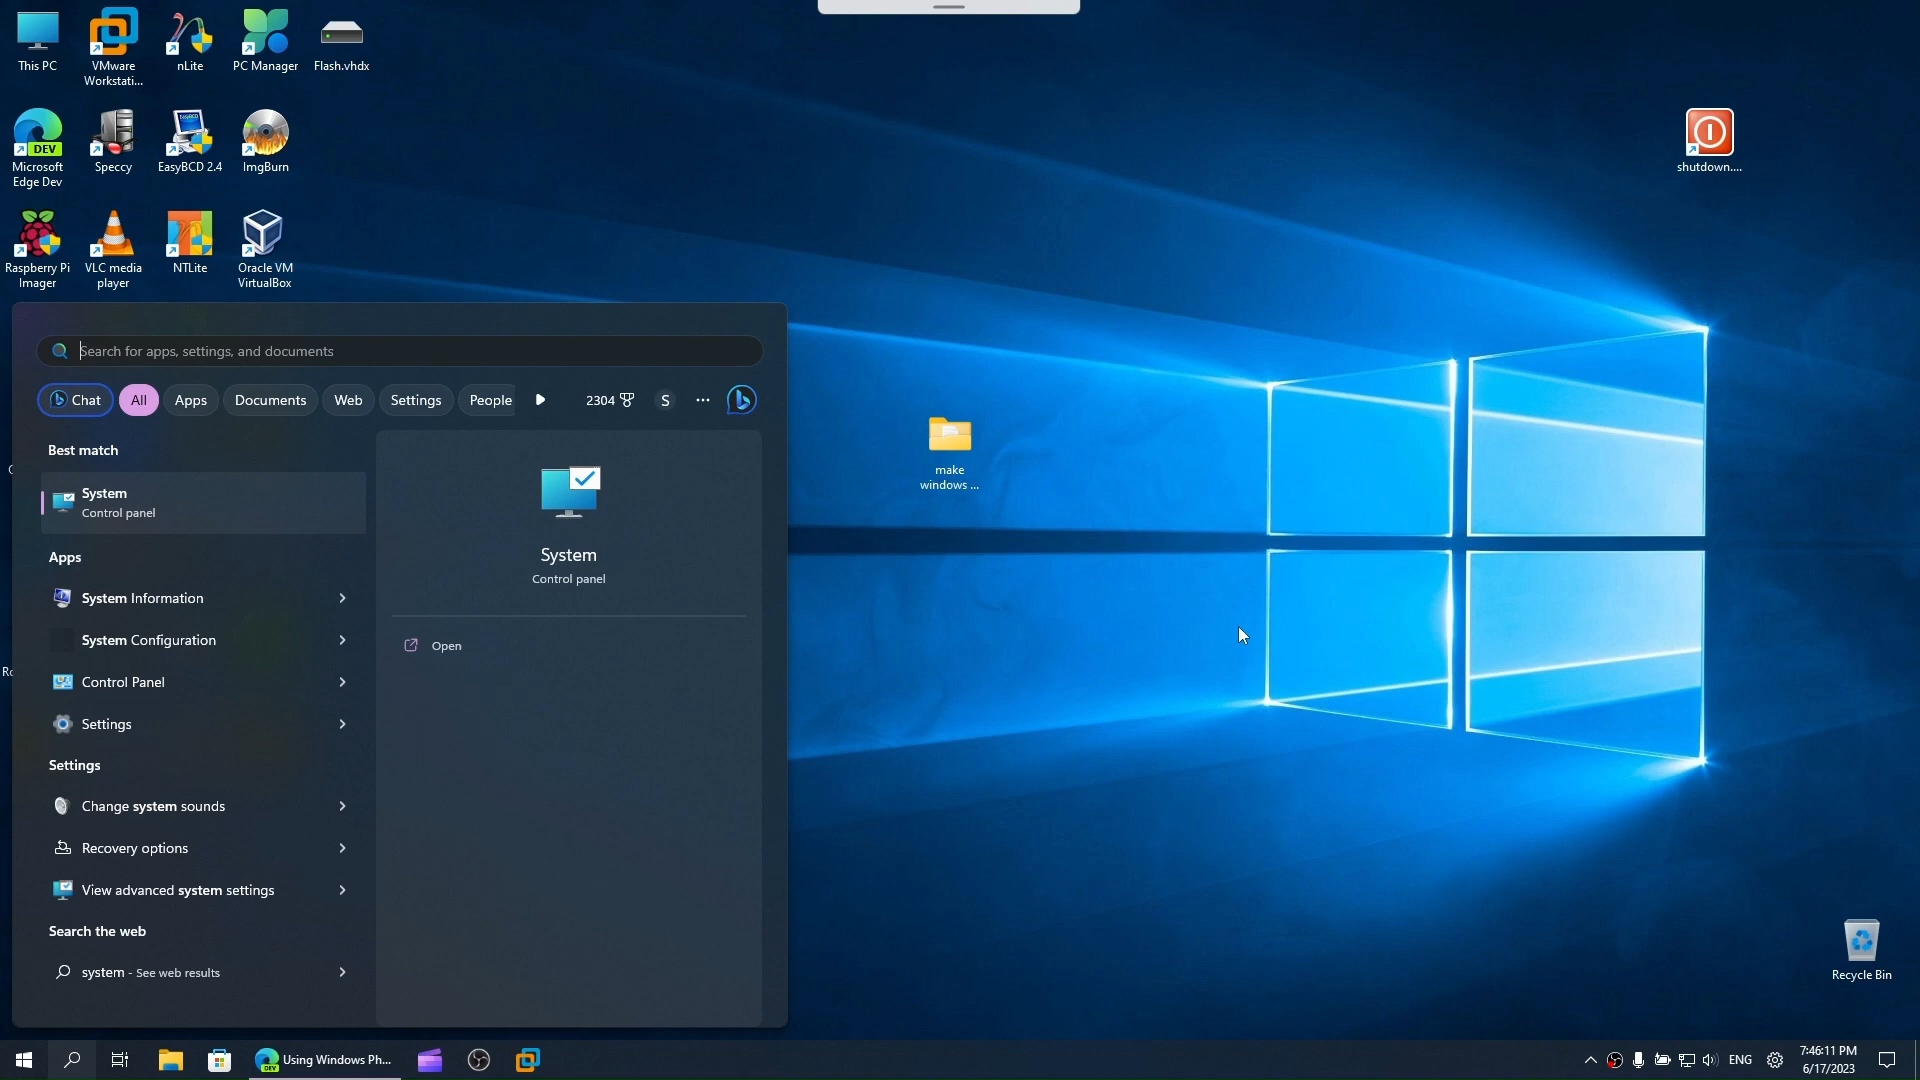 This PC
VMware
Workstati...
nLite
PC Manager
Flash.vhdx
DEV
Microsoft
Edge Dev
Speccy
EasyBCD 2.4
ImgBurn
Raspberry Pi
Imager
VLC media
player
NTLite
Oracle VM
VirtualBox
shutdown....
Search for apps, settings, and documents
Chat
All
Apps
Documents
Web
Settings
People
2304
S
Best match
System
Control panel
Apps
System Information
System Configuration
Control Panel
Settings
Settings
Change system sounds
Recovery options
View advanced system settings
Search the web
system - See web results
System
Control panel
Open
make
windows ...
Recycle Bin
DEV
Using Windows Ph...
ENG
7:46:11 PM
6/17/2023